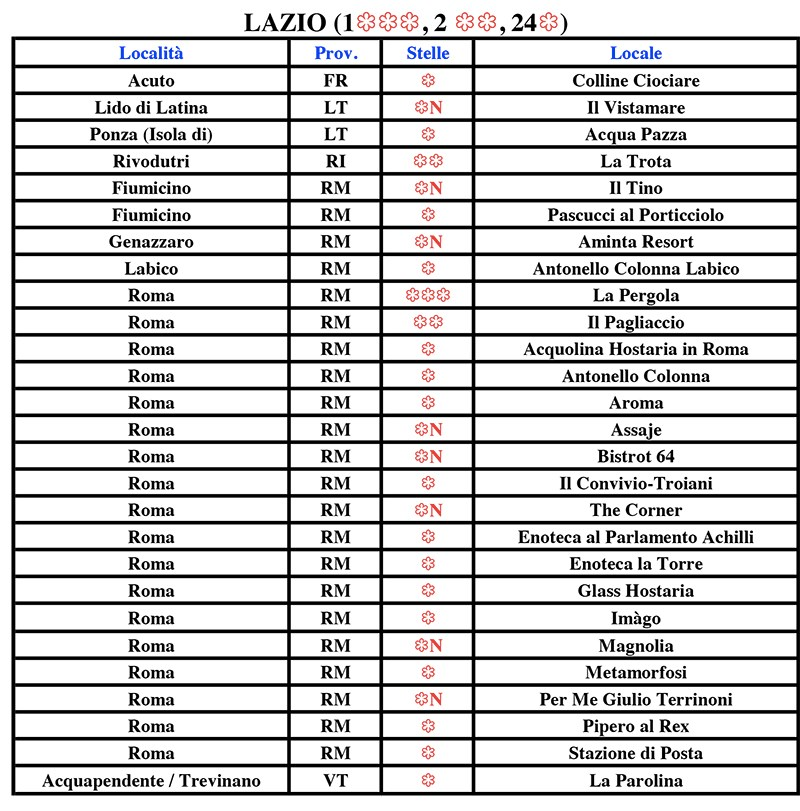 LAZIO (1❀❀❀, 2 ❀❀, 24❀)
Località Prov. Stelle Locale
Acuto FR ❀ Colline Ciociare
Lido di Latina LT ❀N Il Vistamare
Ponza (Isola di) LT ❀ Acqua Pazza
Rivodutri RI ❀❀ La Trota
Fiumicino RM ❀N Il Tino
Fiumicino RM ❀ Pascucci al Porticciolo
Genazzaro RM ❀N Aminta Resort
Labico RM ❀ Antonello Colonna Labico
Roma RM ❀❀❀ La Pergola
Roma RM ❀❀ Il Pagliaccio
Roma RM ❀ Acquolina Hostaria in Roma
Roma RM ❀ Antonello Colonna
Roma RM ❀ Aroma
Roma RM ❀N Assaje
Roma RM ❀N Bistrot 64
Roma RM ❀ Il Convivio-Troiani
Roma RM ❀N The Corner
Roma RM ❀ Enoteca al Parlamento Achilli
Roma RM ❀ Enoteca la Torre
Roma RM ❀ Glass Hostaria
Roma RM ❀ Imàgo
Roma RM ❀N Magnolia
Roma RM ❀ Metamorfosi
Roma RM ❀N Per Me Giulio Terrinoni
Roma RM ❀ Pipero al Rex
Roma RM ❀ Stazione di Posta
Acquapendente / Trevinano VT ❀ La Parolina